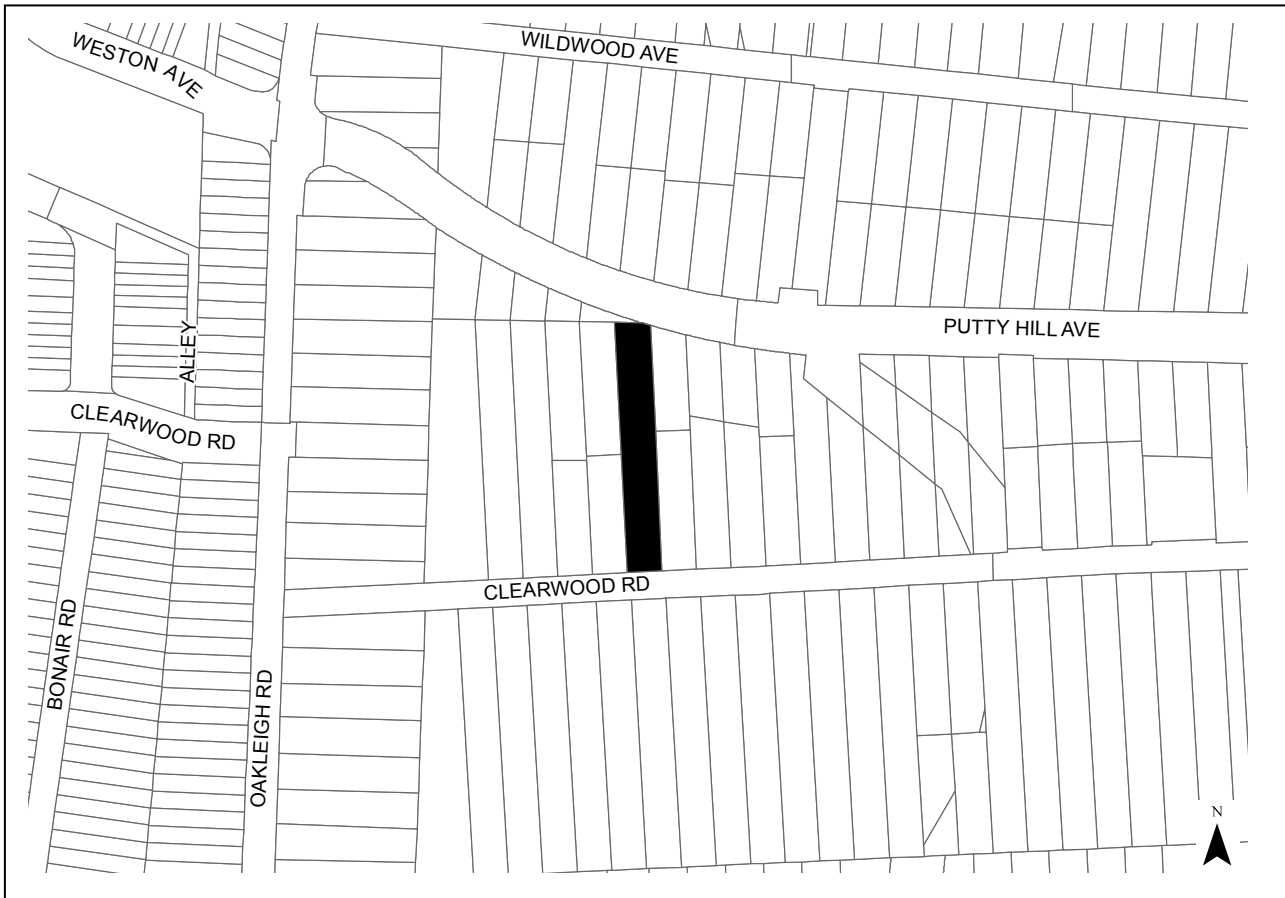 WESTON AVE
WILDWOOD AVE
PUTTY HILL AVE
ALLEY
CLEARWOOD RD
CLEARWOOD RD
BONAIR RD
OAKLEIGH RD
N